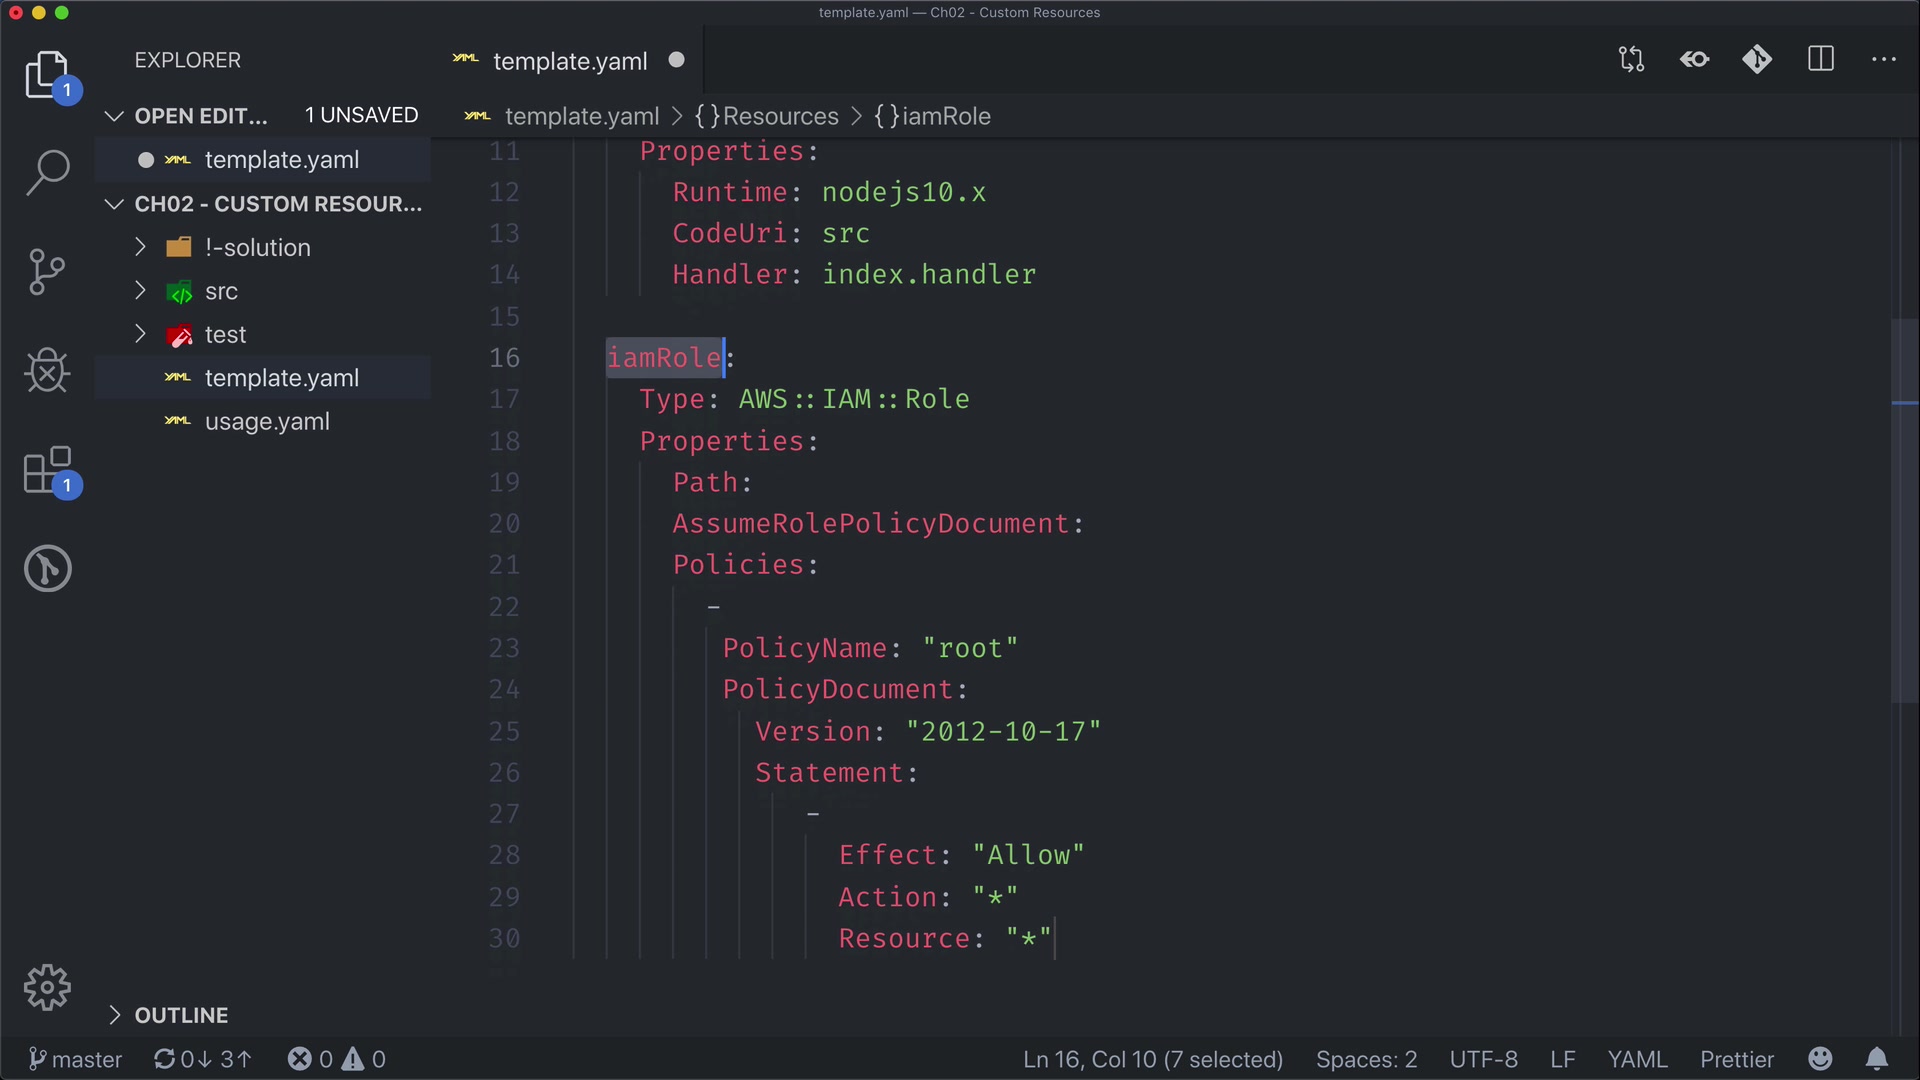 template.yaml — Ch02 - Custom Resources
EXPLORER
OPEN EDIT... 1 UNSAVED
template.yaml
CH02 - CUSTOM RESOUR...
!-solution
src
test
template.yaml
usage.yaml
OUTLINE
1
1
template.yaml
template.yaml > {} Resources > {} iamRole
11 Properties:
12 Runtime: nodejs10.x
13 CodeUri: src
14 Handler: index.handler
15
16 iamRole:
17 Type: AWS::IAM::Role
18 Properties:
19 Path:
20 AssumeRolePolicyDocument:
21 Policies:
22 -
23 PolicyName: "root"
24 PolicyDocument:
25 Version: "2012-10-17"
26 Statement:
27 -
28 Effect: "Allow"
29 Action: "*"
30 Resource: "*"
master 0↓ 3↑ 0 0 Ln 16, Col 10 (7 selected) Spaces: 2 UTF-8 LF YAML Prettier